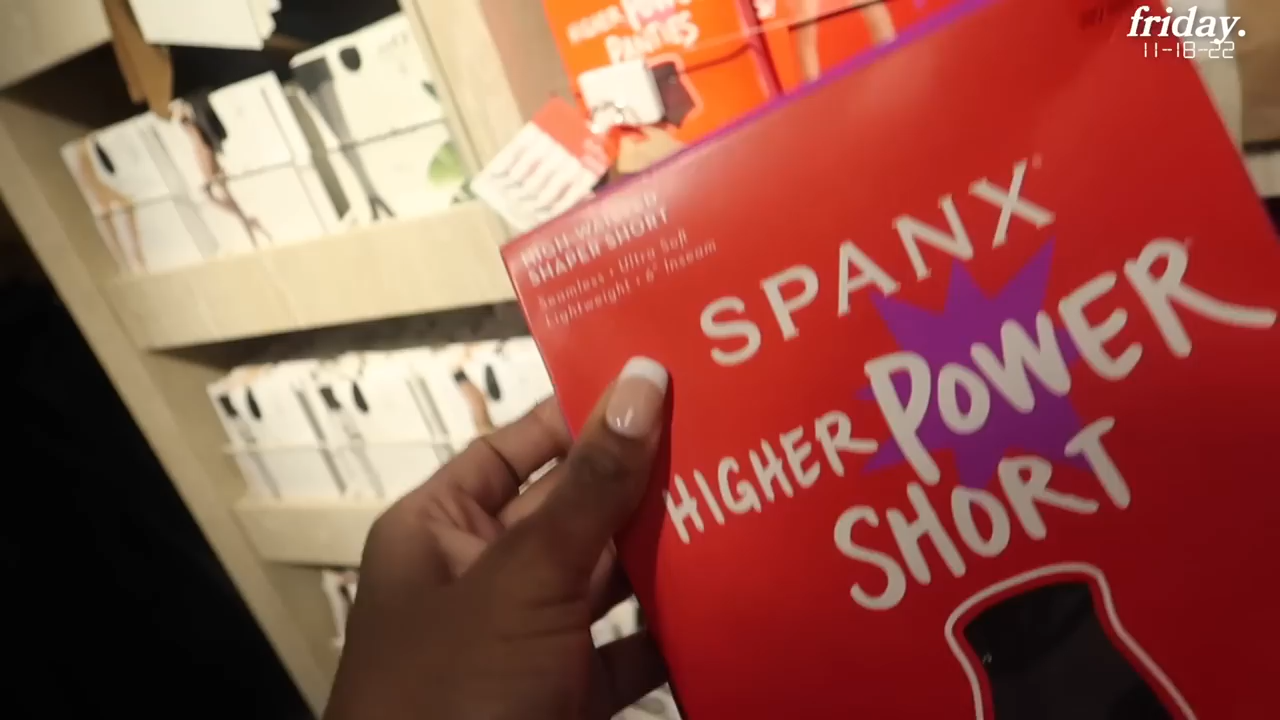 friday.
11-18-22
HIGHER POWER
PANTIES
HIGH-WAISTED
SHAPER SHORT
Seamless • Ultra Soft
Lightweight • 6" Inseam
SPANX
HIGHER POWER
SHORT